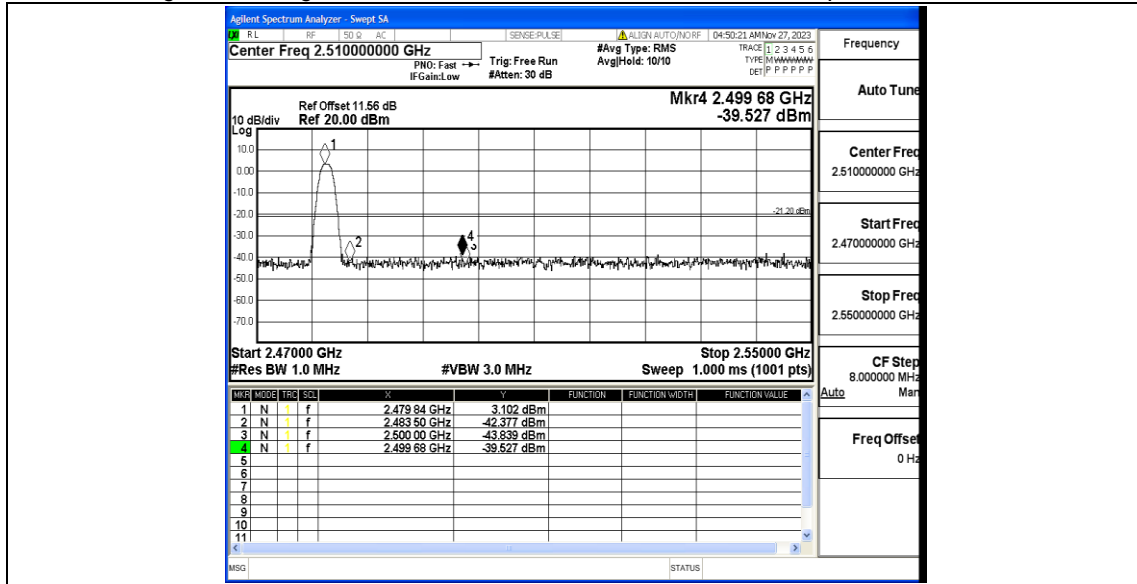 Agilent Spectrum Analyzer - Swept SA
RL RF 50 Ω AC SENSE:PULSE ALIGN AUTO/NO RF 04:50:21 AM Nov 27, 2023
Center Freq 2.510000000 GHz #Avg Type: RMS TRACE 1 2 3 4 5 6
PNO: Fast Trig: Free Run Avg|Hold: 10/10 TYPE M WWWWW
IFGain:Low #Atten: 30 dB DET P P P P P P
Ref Offset 11.56 dB Mkr4 2.499 68 GHz
10 dB/div Ref 20.00 dBm -39.527 dBm
Log
10.0
1
0.00
-10.0
-20.0
-21.20 dBm
-30.0
2
4
3
-40.0
-50.0
-60.0
-70.0
Start 2.47000 GHz Stop 2.55000 GHz
#Res BW 1.0 MHz #VBW 3.0 MHz Sweep 1.000 ms (1001 pts)
MKR MODE TRC SCL X Y FUNCTION FUNCTION WIDTH FUNCTION VALUE
1 N 1 f 2.479 84 GHz 3.102 dBm
2 N 1 f 2.483 50 GHz -42.377 dBm
3 N 1 f 2.500 00 GHz -43.839 dBm
4 N 1 f 2.499 68 GHz -39.527 dBm
5
6
7
8
9
10
11
MSG STATUS
Frequency
Auto Tune
Center Freq
2.510000000 GHz
Start Freq
2.470000000 GHz
Stop Freq
2.550000000 GHz
CF Step
8.000000 MHz
Auto Man
Freq Offset
0 Hz